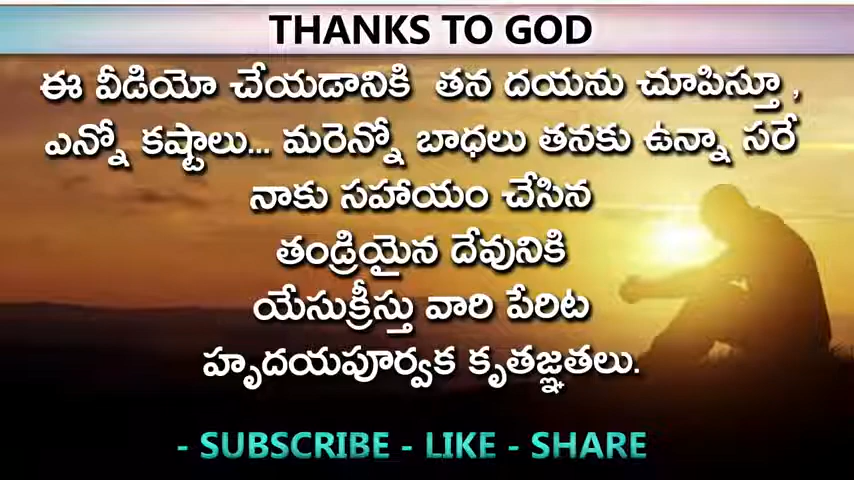 THANKS TO GOD
ఈ వీడియో చేయడానికి తన దయను చూపిస్తూ ,
ఎన్నో కష్టాలు... మరెన్నో బాధలు తనకు ఉన్నా సరే
నాకు సహాయం చేసిన
తండ్రియైన దేవునికి
యేసుక్రీస్తు వారి పేరిట
హృదయపూర్వక కృతజ్ఞతలు.
- SUBSCRIBE - LIKE - SHARE